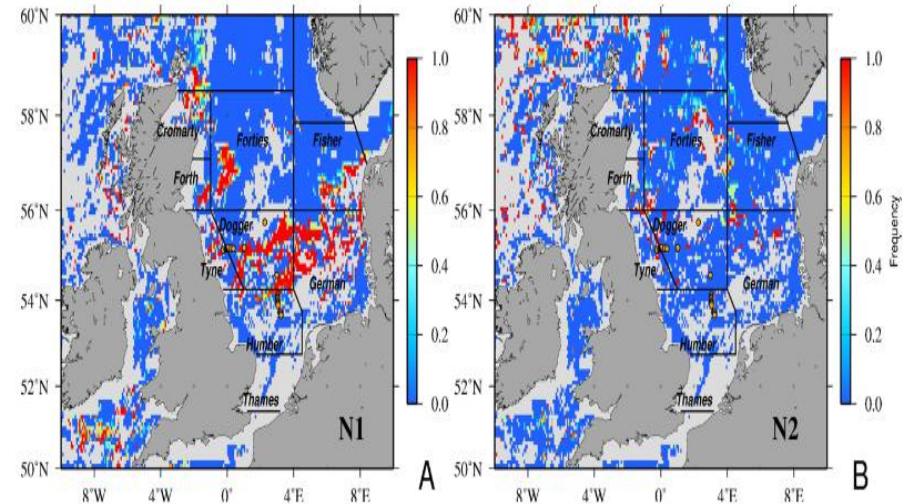 60°N
58°N
56°N
54°N
52°N
50°N
8°W
4°W
0°
4°E
8°E
Cromarty
Forties
Fisher
Forth
Dogger
Tyne
German
Humber
Thames
N1
A
1.0
0.8
0.6
0.4
0.2
0.0
60°N
58°N
56°N
54°N
52°N
50°N
8°W
4°W
0°
4°E
8°E
Cromarty
Forties
Fisher
Forth
Dogger
Tyne
German
Humber
Thames
N2
B
1.0
0.8
0.6
0.4
0.2
0.0
Frequency